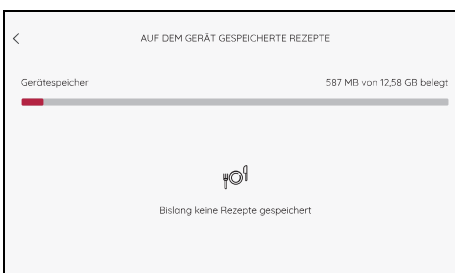 AUF DEM GERÄT GESPEICHERTE REZEPTE
Gerätespeicher 587 MB von 12,58 GB belegt
Bislang keine Rezepte gespeichert